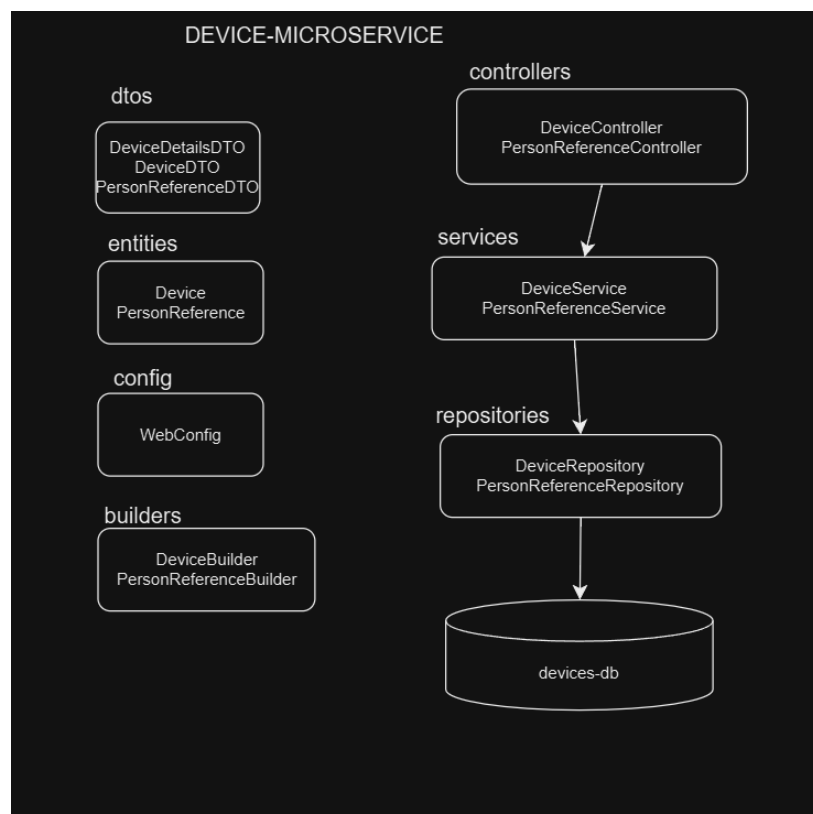 DEVICE-MICROSERVICE
dtos
DeviceDetailsDTO
DeviceDTO
PersonReferenceDTO
entities
Device
PersonReference
config
WebConfig
builders
DeviceBuilder
PersonReferenceBuilder
controllers
DeviceController
PersonReferenceController
services
DeviceService
PersonReferenceService
repositories
DeviceRepository
PersonReferenceRepository
devices-db